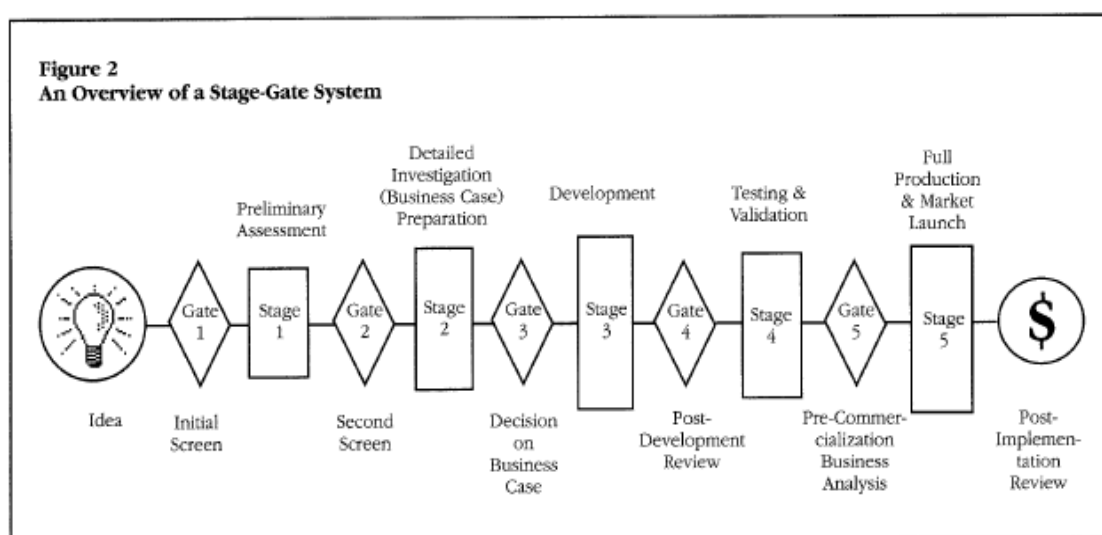 Figure 2
An Overview of a Stage-Gate System
Preliminary
Assessment
Detailed
Investigation
(Business Case)
Preparation
Development
Testing &
Validation
Full
Production
& Market
Launch
Gate
1
Stage
1
Gate
2
Stage
2
Gate
3
Stage
3
Gate
4
Stage
4
Gate
5
Stage
5
$
Idea
Initial
Screen
Second
Screen
Decision
on
Business
Case
Post-
Development
Review
Pre-Commer-
cialization
Business
Analysis
Post-
Implemen-
tation
Review